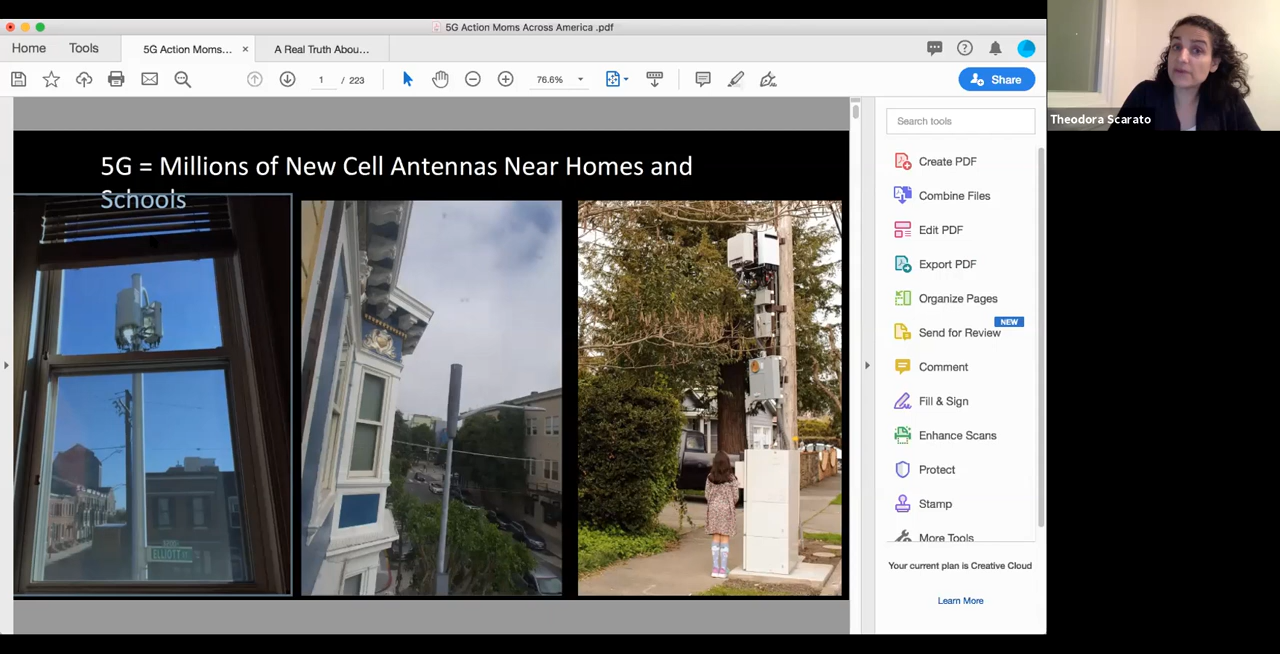 5G Action Moms Across America .pdf
Home
Tools
5G Action Moms... ×
A Real Truth Abou...
1 / 223
76.6%
Share
5G = Millions of New Cell Antennas Near Homes and
Schools
ELLIOTT
Search tools
Create PDF
Combine Files
Edit PDF
Export PDF
Organize Pages
NEW
Send for Review
Comment
Fill & Sign
Enhance Scans
Protect
Stamp
More Tools
Your current plan is Creative Cloud
Learn More
Theodora Scarato